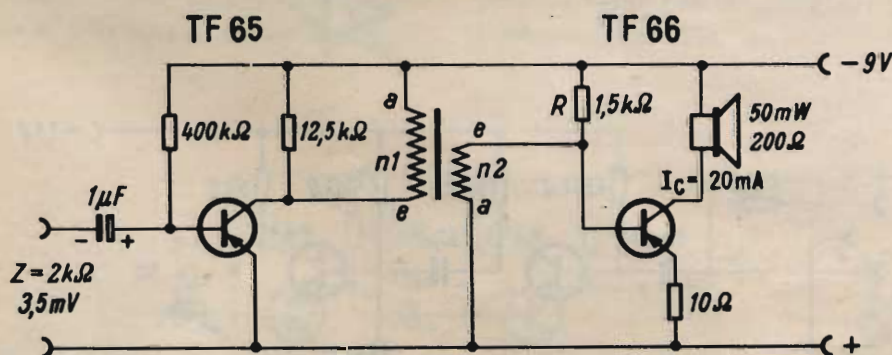 TF 65
TF 66
- 9V
400kΩ
12,5kΩ
a
n1
e
e
n2
a
R
1,5kΩ
50mW
200Ω
I_C = 20mA
1µF
- +
Z = 2kΩ
3,5mV
10Ω
+